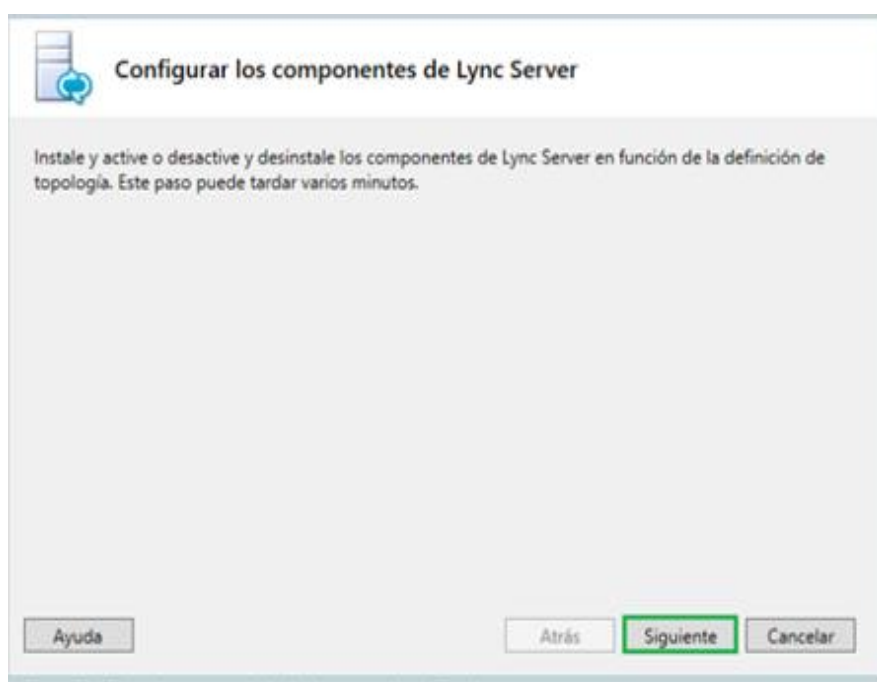 Configurar los componentes de Lync Server
Instale y active o desactive y desinstale los componentes de Lync Server en función de la definición de
topología. Este paso puede tardar varios minutos.
Ayuda
Atrás
Siguiente
Cancelar